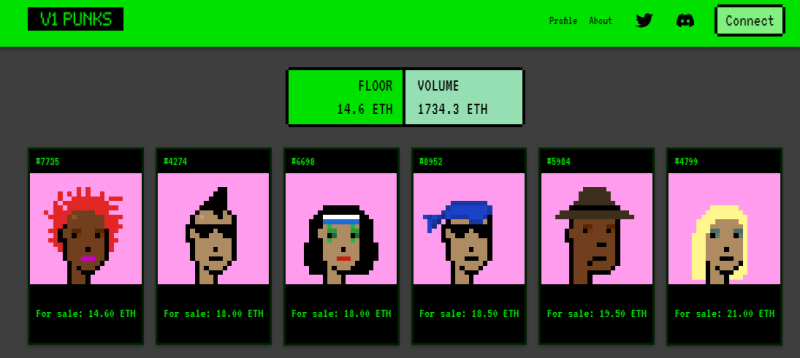 V1 PUNKS
Profile About Connect
FLOOR VOLUME
14.6 ETH 1734.3 ETH
#7735 #4274 #6698 #8952 #5984 #4799
For sale: 14.60 ETH For sale: 18.00 ETH For sale: 18.00 ETH For sale: 18.50 ETH For sale: 19.50 ETH For sale: 21.00 ETH